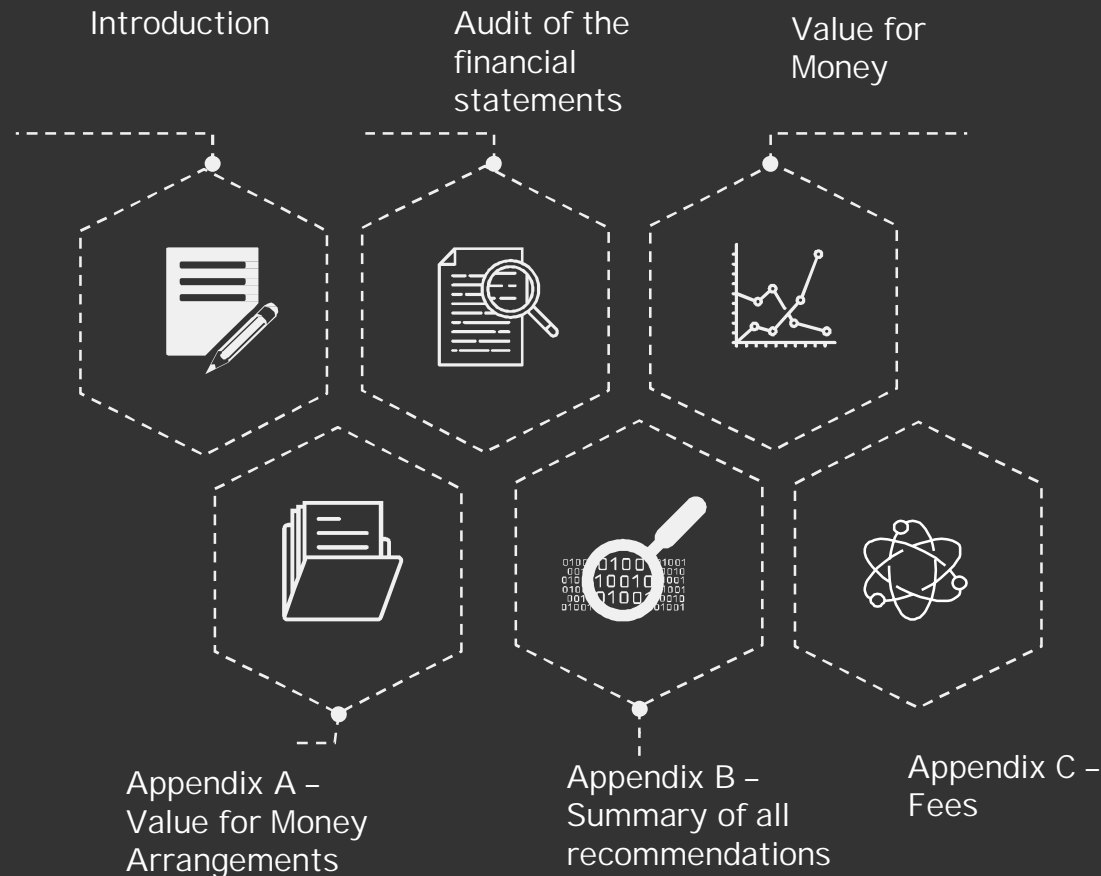 Introduction
Audit of the
financial
statements
Value for
Money
Appendix A –
Value for Money
Arrangements
Appendix B –
Summary of all
recommendations
Appendix C –
Fees